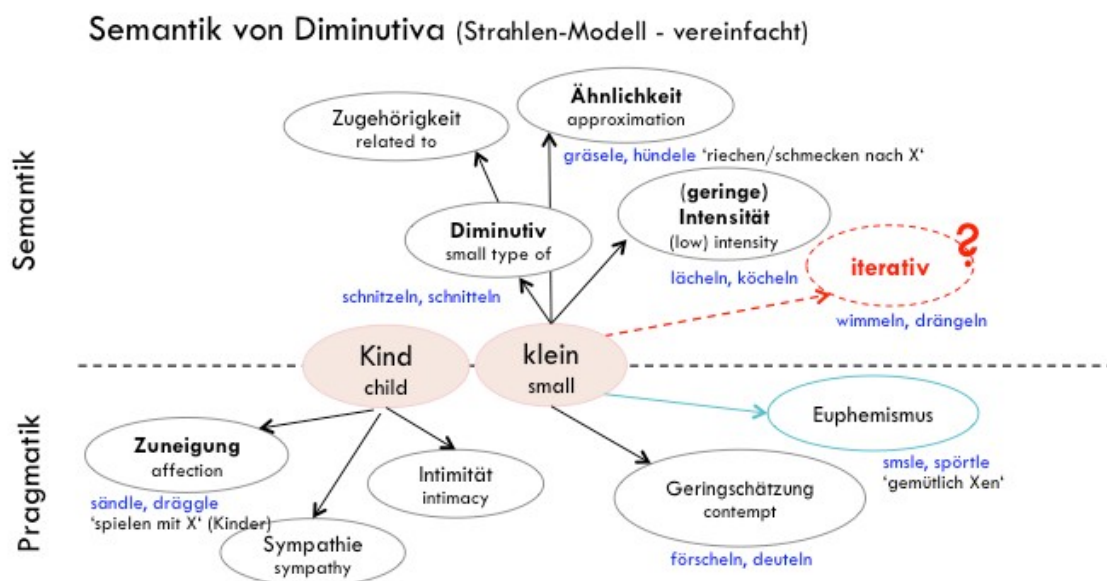 Semantik von Diminutiva (Strahlen-Modell - vereinfacht)
Semantik
Zugehörigkeit
related to
Ähnlichkeit
approximation
gräsele, hündele 'riechen/schmecken nach X'
Diminutiv
small type of
(geringe)
Intensität
(low) intensity
iterativ
?
schnitzeln, schnitteln
lächeln, köcheln
wimmeln, drängeln
Kind
child
klein
small
Pragmatik
Zuneigung
affection
sändle, dräggle
'spielen mit X' (Kinder)
Intimität
intimacy
Sympathie
sympathy
Euphemismus
smsle, spörtle
'gemütlich Xen'
Geringschätzung
contempt
förscheln, deuteln